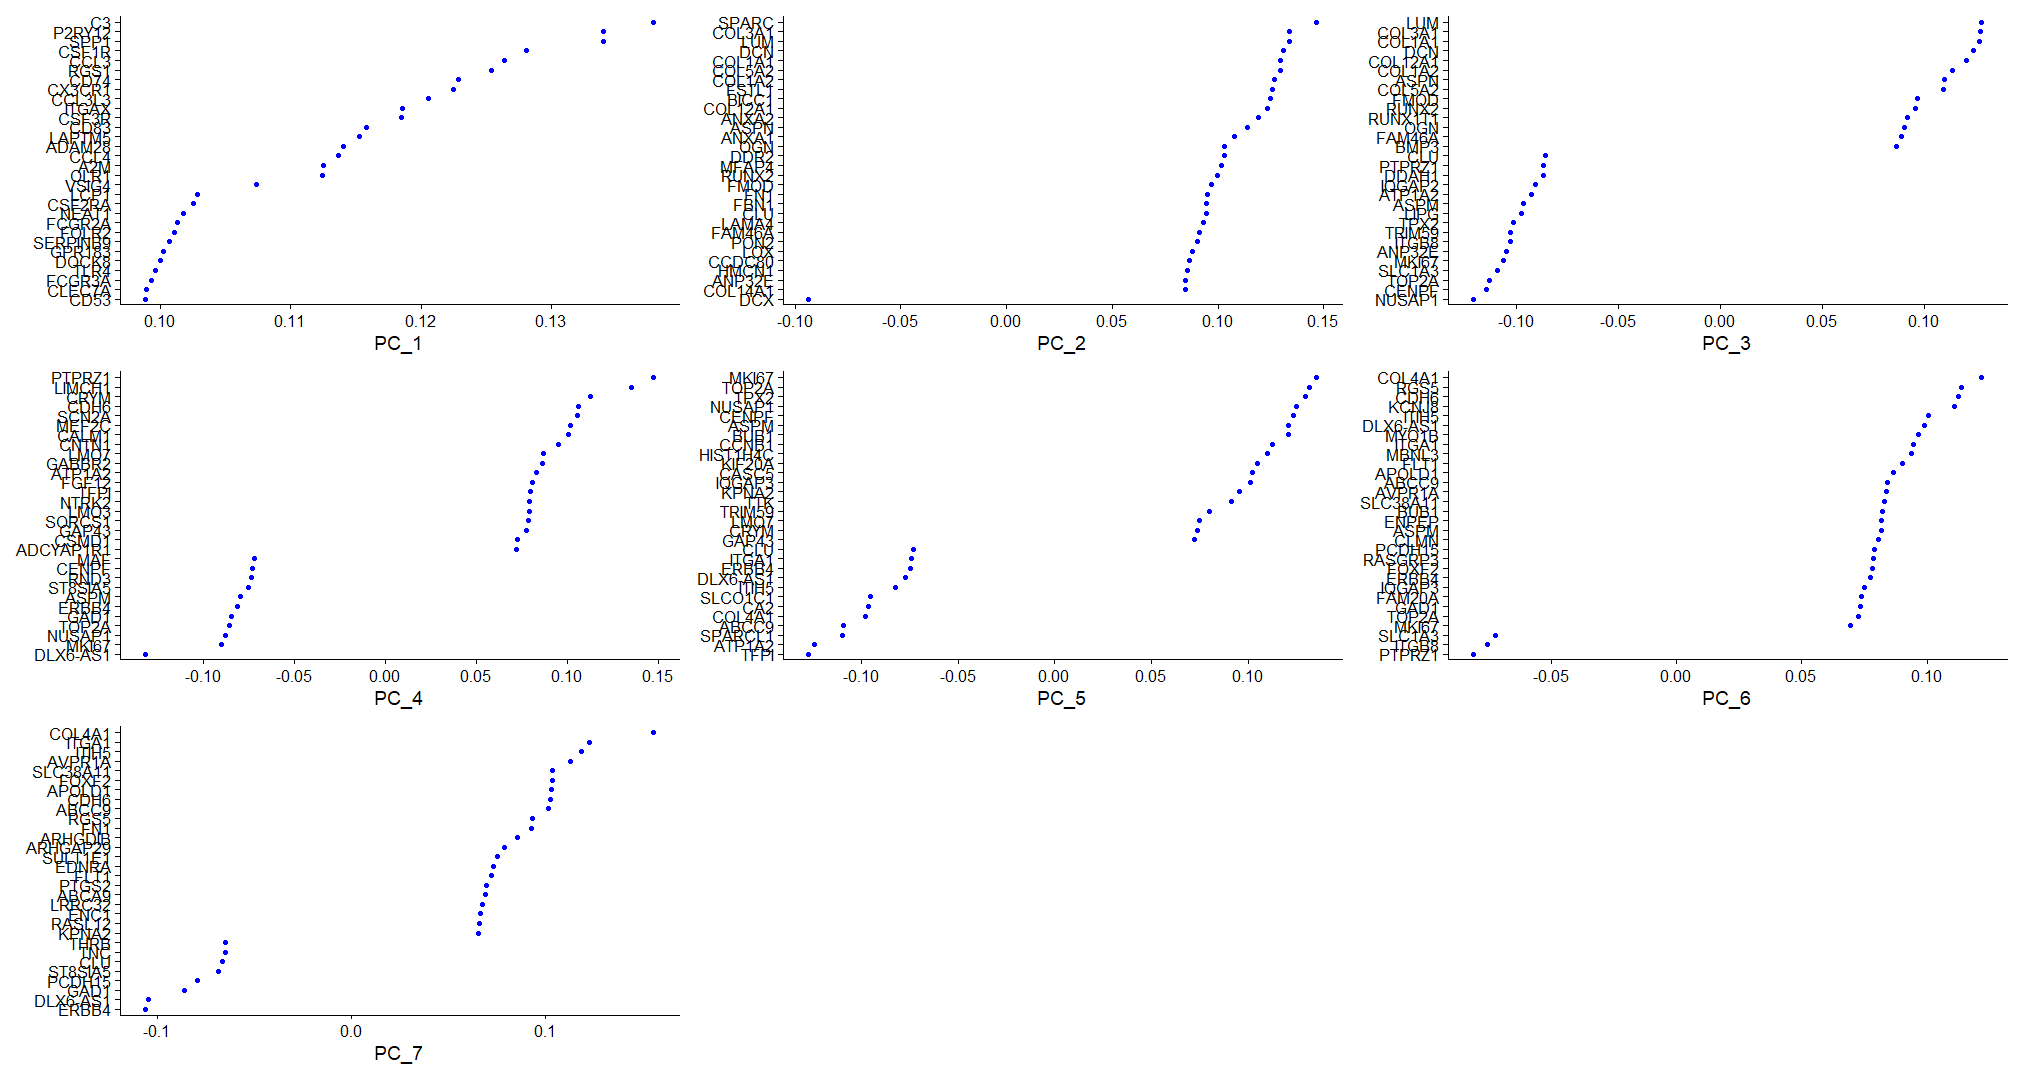 C3
P2RY12
SPP1
CSF1R
CCL3
RGS1
CD74
CX3CR1
CCL3L3
ITGAX
CSF3R
CD83
LAPTM5
ADAM28
CCL4
A2M
OLR1
VSIG4
LCP1
CSF2RA
NEAT1
FCGR2A
FOLR2
SERPINB9
GPR183
DOCK8
TLR4
FCGR3A
CLEC7A
CD53
0.10 0.11 0.12 0.13
PC_1
SPARC
COL3A1
LUM
DCN
COL1A1
COL5A2
COL1A2
FSTL1
BICC1
COL12A1
ANXA2
ASPN
ANXA1
OGN
DDR2
MFAP4
RUNX2
FMOD
FN1
FBN1
CLU
LAMA4
FAM46A
PON2
LOX
CCDC80
HMCN1
ANP32E
COL14A1
DCX
-0.10 -0.05 0.00 0.05 0.10 0.15
PC_2
LUM
COL3A1
COL1A1
DCN
COL12A1
COL1A2
ASPN
COL5A2
FMOD
RUNX2
RUNX1T1
OGN
FAM46A
BMP3
CLU
PTPRZ1
DDAH1
IQGAP2
ATP1A2
ASPM
LIPG
TPX2
TRIM59
ITGB8
ANP32E
MKI67
SLC1A3
TOP2A
CENPF
NUSAP1
-0.10 -0.05 0.00 0.05 0.10
PC_3
PTPRZ1
LIMCH1
CRYM
CDH6
SCN2A
MEF2C
CALM1
CNTN1
LMO7
GABBR2
ATP1A2
FGF12
TFPI
NTRK2
LMO3
SORCS1
GAP43
CSMD1
ADCYAP1R1
MAF
CENPF
RND3
ST8SIA5
ASPM
ERBB4
GAD1
TOP2A
NUSAP1
MKI67
DLX6-AS1
-0.10 -0.05 0.00 0.05 0.10 0.15
PC_4
MKI67
TOP2A
TPX2
NUSAP1
CENPF
ASPM
BUB1
CCNB1
HIST1H4C
KIF20A
CASC5
IQGAP3
KPNA2
TTK
TRIM59
LMO7
CRYM
GAP43
CLU
ITGA1
ERBB4
DLX6-AS1
ITIH5
SLCO1C1
CA2
COL4A1
ABCC9
SPARCL1
ATP1A2
TFPI
-0.10 -0.05 0.00 0.05 0.10
PC_5
COL4A1
RGS5
CDH6
KCNJ8
ITIH5
DLX6-AS1
MYO1B
ITGA1
MBNL3
FLT1
APOLD1
ABCC9
AVPR1A
SLC38A11
BUB1
ENPEP
ASPM
CLMN
PCDH15
RASGRP3
FOXF2
ERBB4
IQGAP3
FAM20A
GAD1
TOP2A
MKI67
SLC1A3
ITGB8
PTPRZ1
-0.05 0.00 0.05 0.10
PC_6
COL4A1
ITGA1
ITIH5
AVPR1A
SLC38A11
FOXF2
APOLD1
CDH6
ABCC9
RGS5
FN1
ARHGDIB
ARHGAP29
SULT1E1
EDNRA
FLT1
PTGS2
ABCA9
LRRC32
ENC1
RASL12
KPNA2
THRB
TNC
CLU
ST8SIA5
PCDH15
GAD1
DLX6-AS1
ERBB4
-0.1 0.0 0.1
PC_7